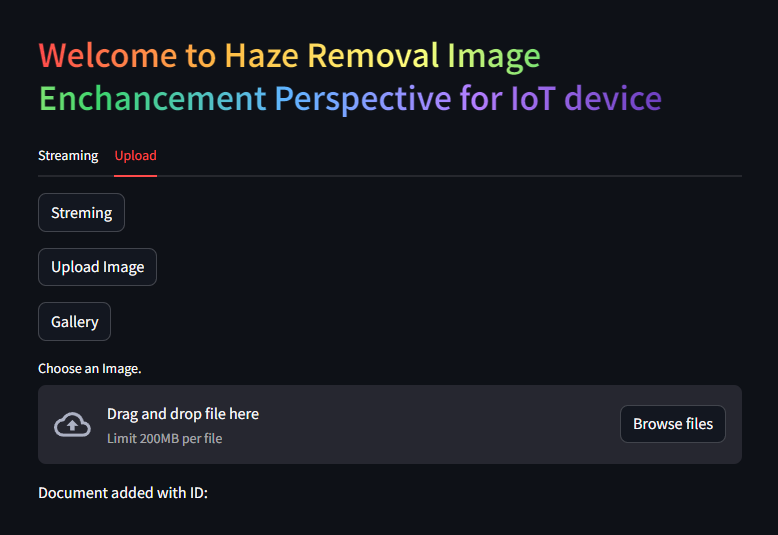 Welcome to Haze Removal Image
Enchancement Perspective for IoT device
Streaming Upload
Streming
Upload Image
Gallery
Choose an Image.
Drag and drop file here
Limit 200MB per file
Browse files
Document added with ID: